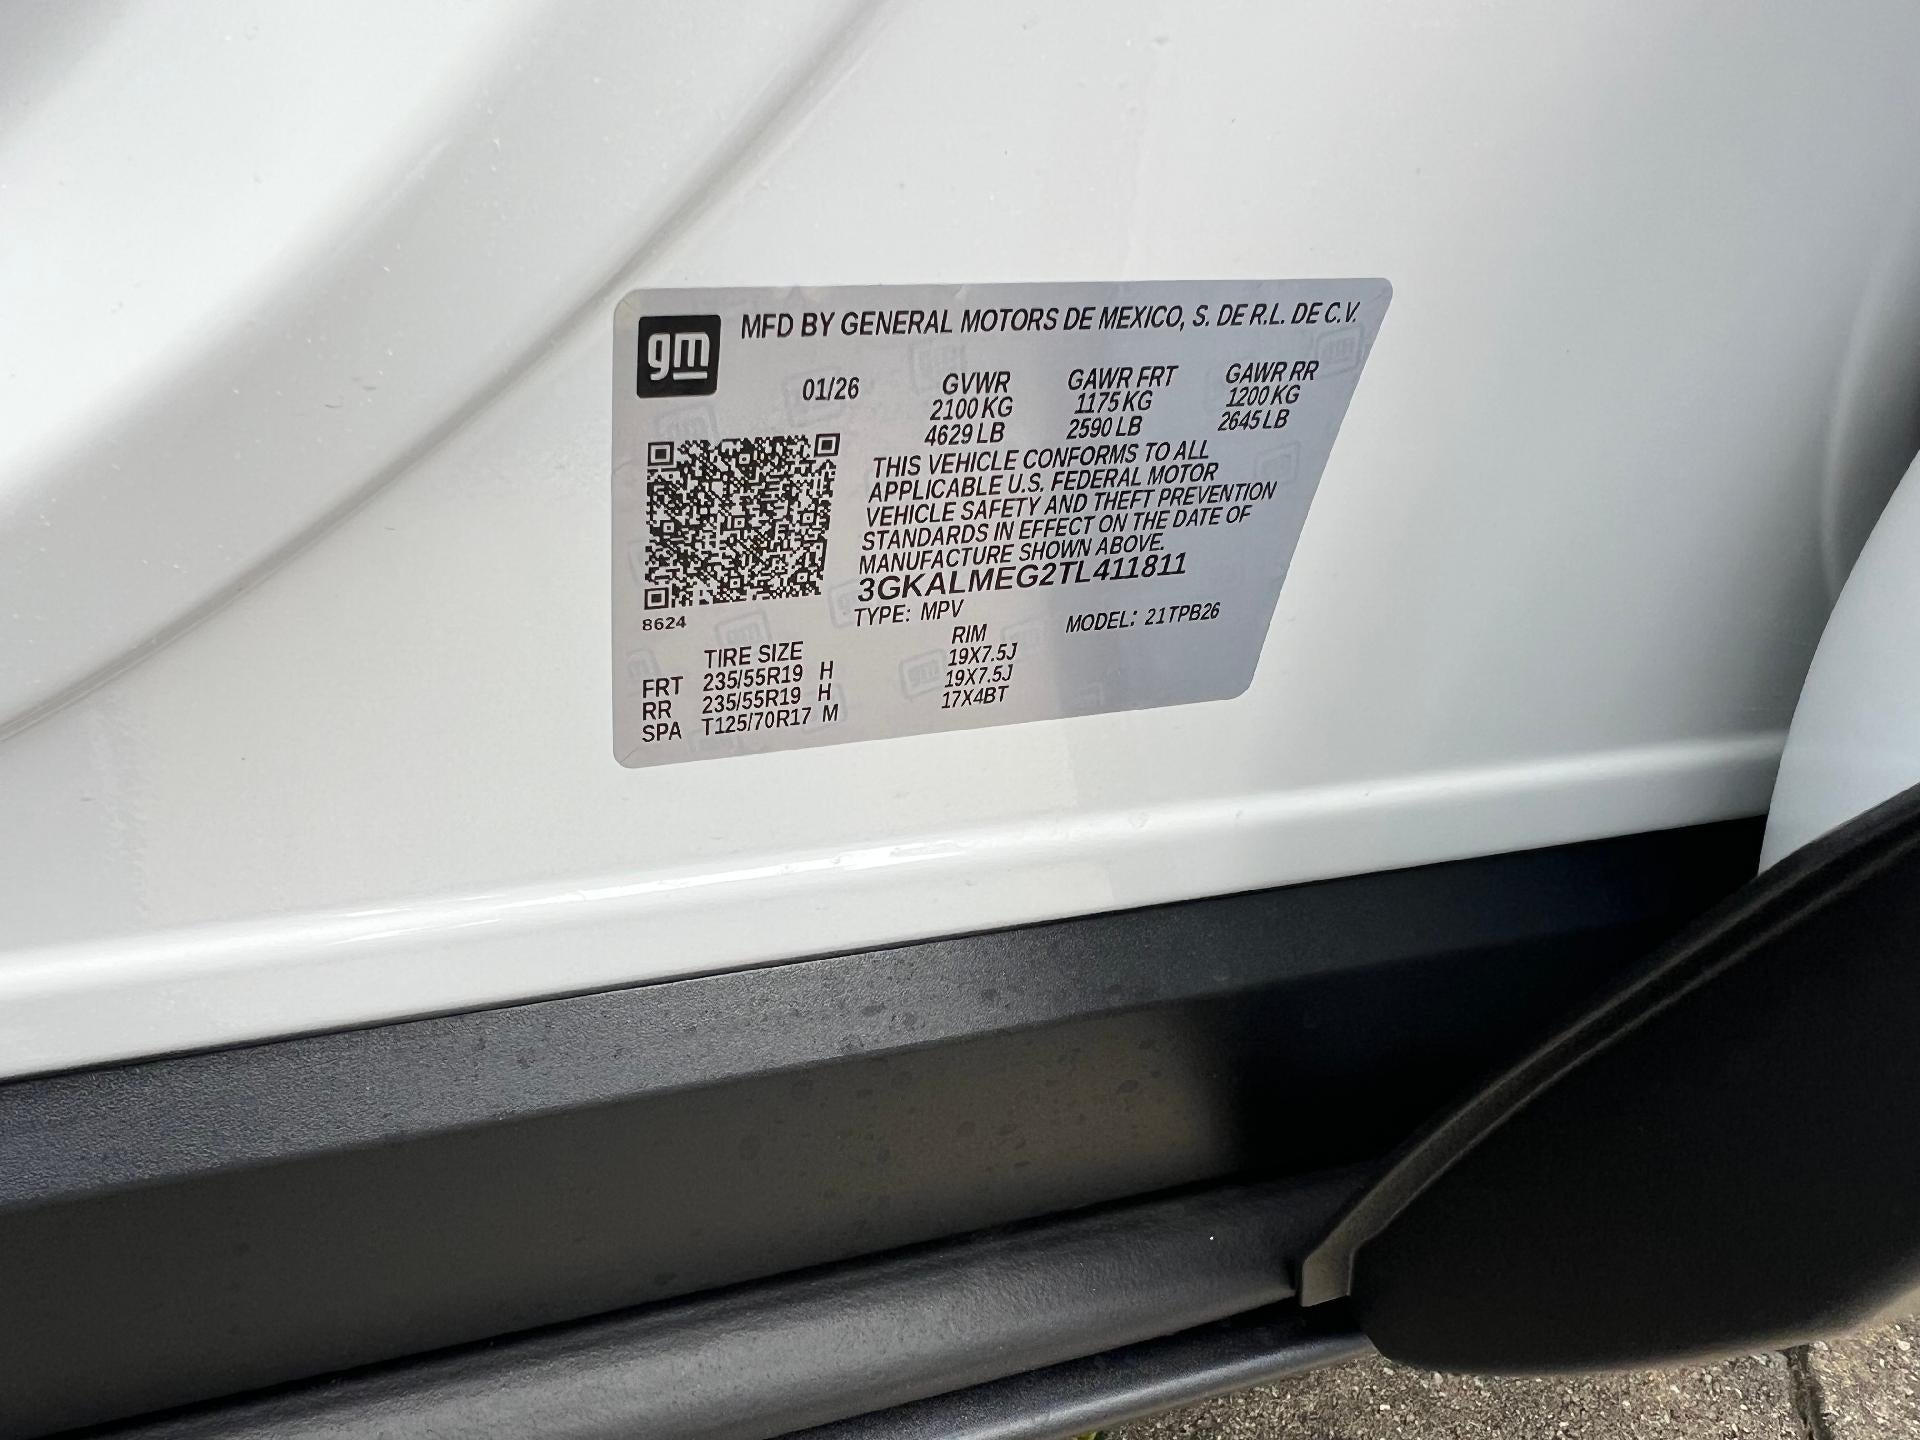 gm
MFD BY GENERAL MOTORS DE MEXICO, S. DE R.L. DE C.V.
01/26 GVWR GAWR FRT GAWR RR
2100 KG 1175 KG 1200 KG
4629 LB 2590 LB 2645 LB
THIS VEHICLE CONFORMS TO ALL
APPLICABLE U.S. FEDERAL MOTOR
VEHICLE SAFETY AND THEFT PREVENTION
STANDARDS IN EFFECT ON THE DATE OF
MANUFACTURE SHOWN ABOVE.
3GKALMEG2TL411811
8624
TYPE: MPV MODEL: 21TPB26
TIRE SIZE RIM
FRT 235/55R19 H 19X7.5J
RR 235/55R19 H 19X7.5J
SPA T125/70R17 M 17X4BT